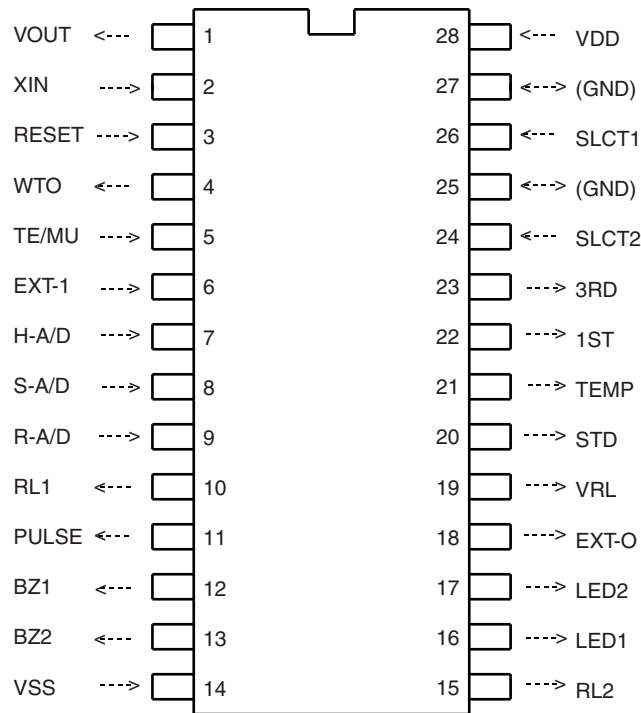 VOUT 1 28 VDD
XIN 2 27 (GND)
RESET 3 26 SLCT1
WTO 4 25 (GND)
TE/MU 5 24 SLCT2
EXT-1 6 23 3RD
H-A/D 7 22 1ST
S-A/D 8 21 TEMP
R-A/D 9 20 STD
RL1 10 19 VRL
PULSE 11 18 EXT-O
BZ1 12 17 LED2
BZ2 13 16 LED1
VSS 14 15 RL2